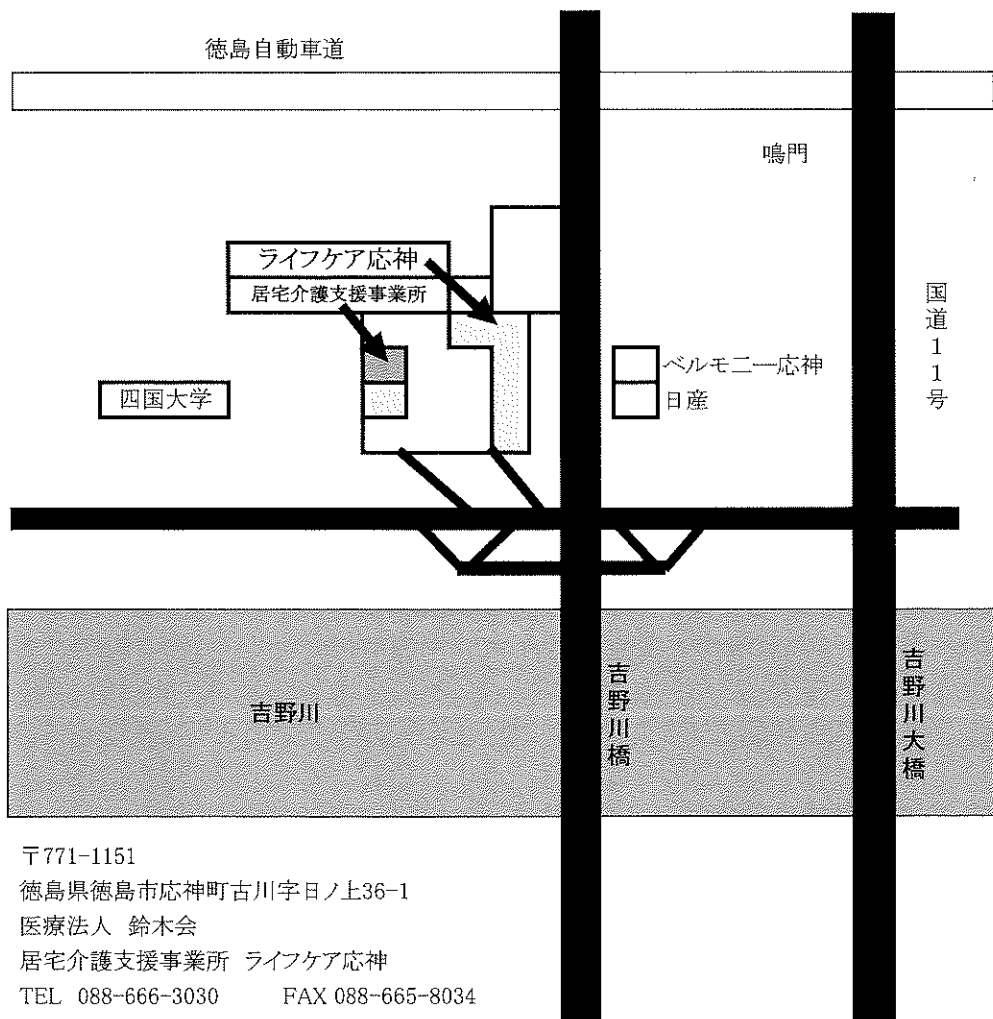 徳島自動車道
鳴門
ライフケア応神
居宅介護支援事業所
国道11号
ベルモニー応神
四国大学
日産
吉野川
吉野川橋
吉野川大橋
〒771-1151
徳島県徳島市応神町古川字日ノ上36-1
医療法人 鈴木会
居宅介護支援事業所 ライフケア応神
TEL 088-666-3030 FAX 088-665-8034